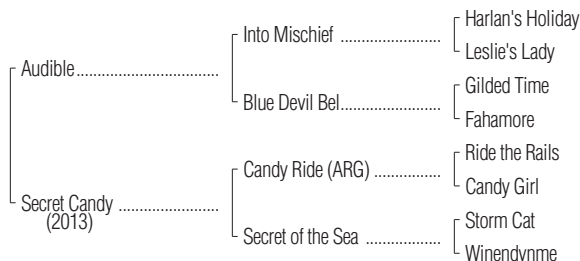 Audible
Secret Candy
(2013)
Into Mischief
Blue Devil Bel
Candy Ride (ARG)
Secret of the Sea
Harlan's Holiday
Leslie's Lady
Gilded Time
Fahamore
Ride the Rails
Candy Girl
Storm Cat
Winendynme